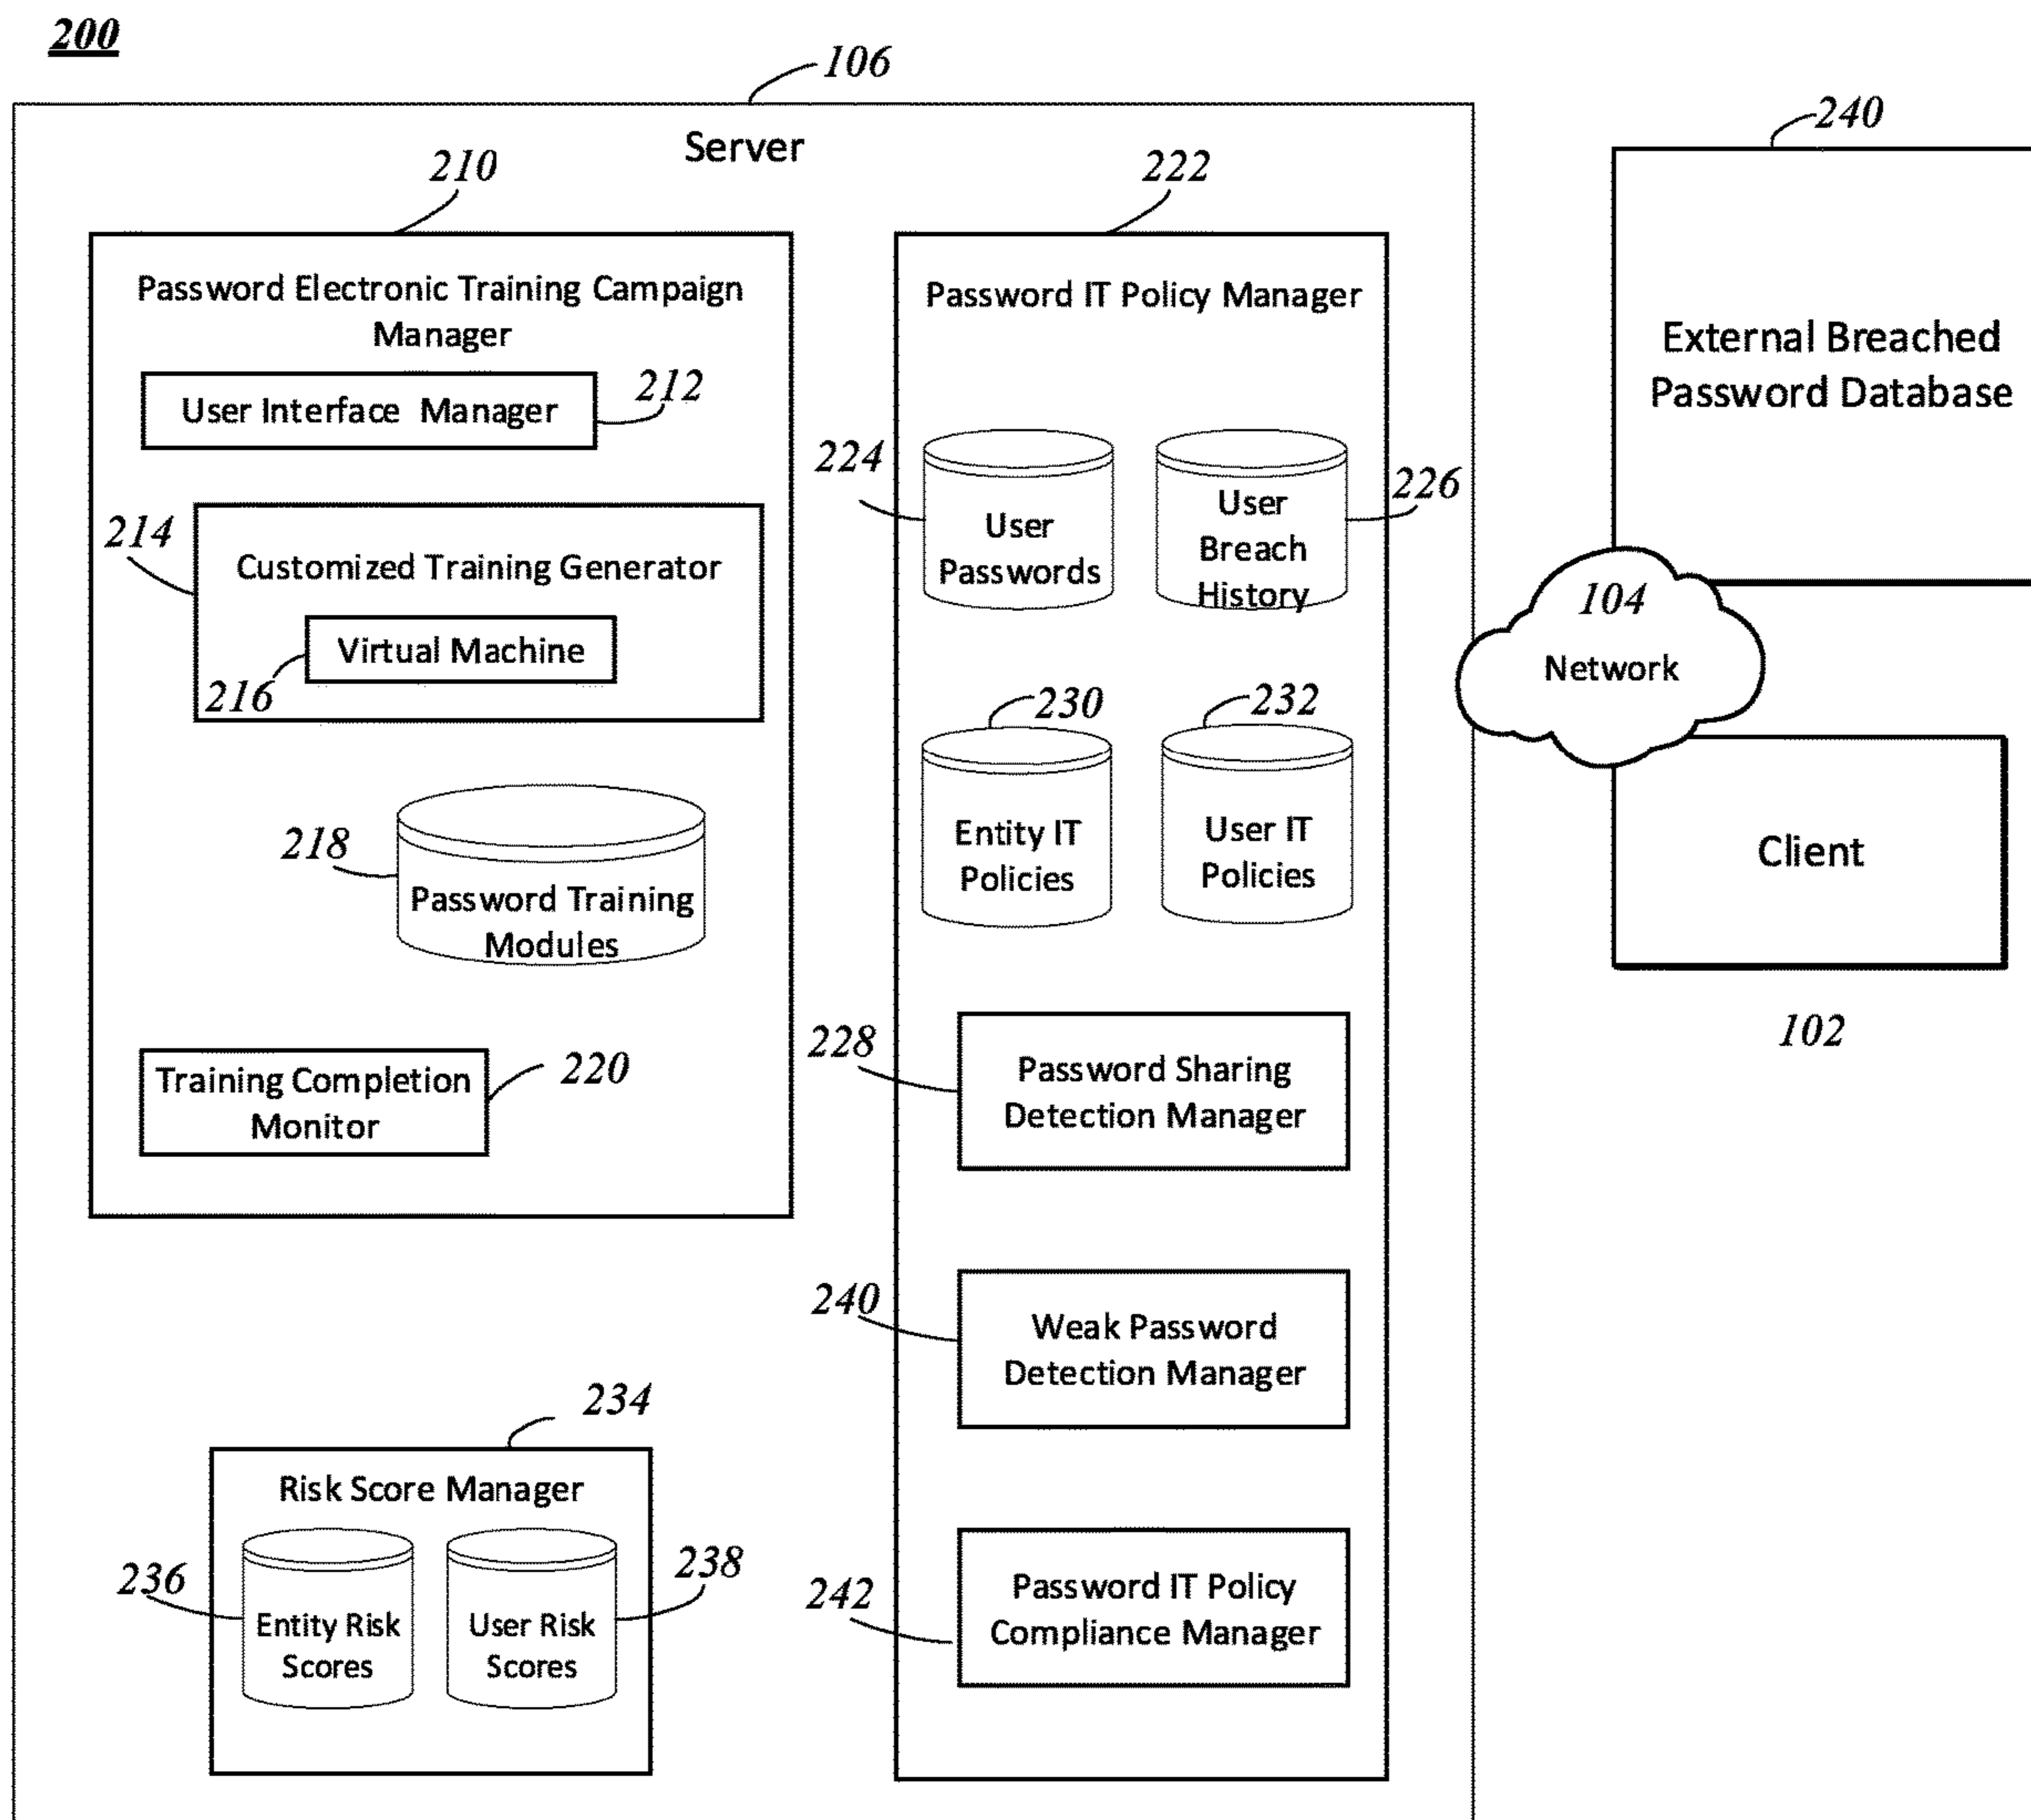 200
106
Server
240
210
222
Password Electronic Training Campaign
Manager
Password IT Policy Manager
External Breached
Password Database
User Interface Manager
212
224
User
Passwords
User
Breach
History
226
214
Customized Training Generator
Virtual Machine
216
104
Network
230
232
218
Password Training
Modules
Entity IT
Policies
User IT
Policies
Client
102
228
Password Sharing
Detection Manager
Training Completion
Monitor
220
240
Weak Password
Detection Manager
234
Risk Score Manager
236
Entity Risk
Scores
User Risk
Scores
238
242
Password IT Policy
Compliance Manager